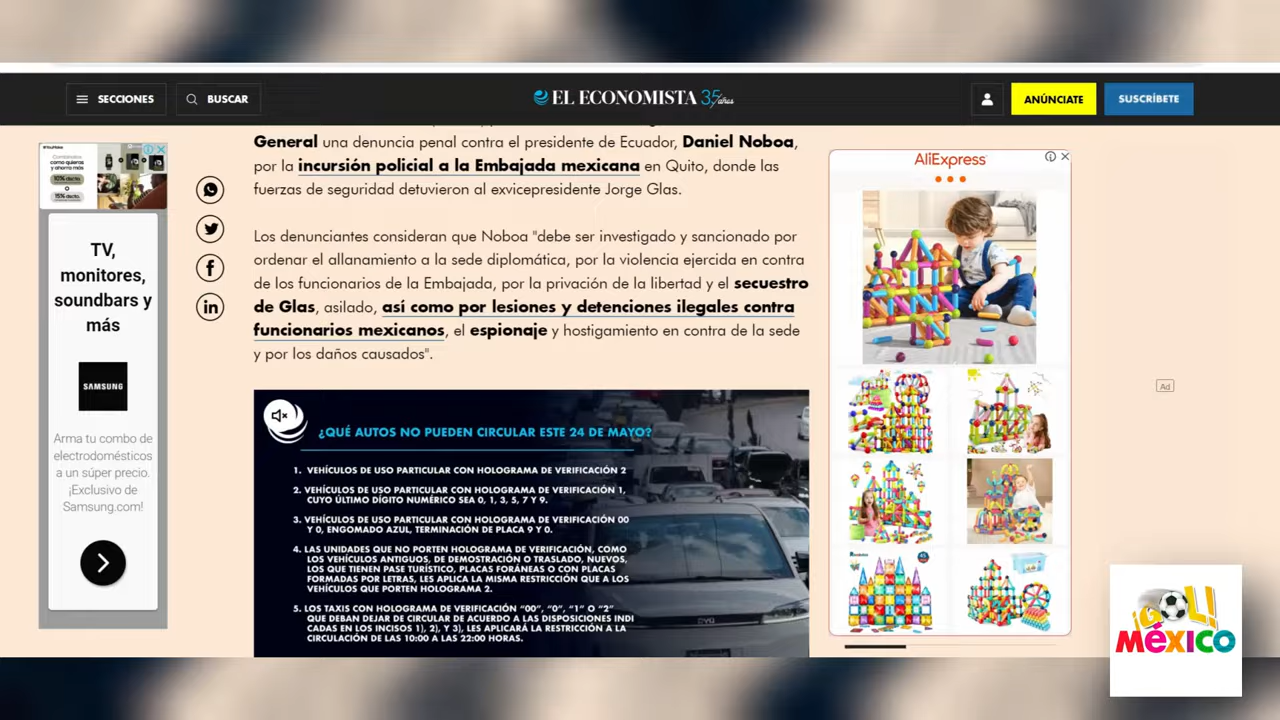 SECCIONES
BUSCAR
EL ECONOMISTA 35 años
ANÚNCIATE
SUSCRÍBETE
General una denuncia penal contra el presidente de Ecuador, Daniel Noboa,
por la incursión policial a la Embajada mexicana en Quito, donde las
fuerzas de seguridad detuvieron al exvicepresidente Jorge Glas.
Los denunciantes consideran que Noboa "debe ser investigado y sancionado por
ordenar el allanamiento a la sede diplomática, por la violencia ejercida en contra
de los funcionarios de la Embajada, por la privación de la libertad y el secuestro
de Glas, asilado, así como por lesiones y detenciones ilegales contra
funcionarios mexicanos, el espionaje y hostigamiento en contra de la sede
y por los daños causados".
¿QUÉ AUTOS NO PUEDEN CIRCULAR ESTE 24 DE MAYO?
1. VEHÍCULOS DE USO PARTICULAR CON HOLOGRAMA DE VERIFICACIÓN 2
2. VEHÍCULOS DE USO PARTICULAR CON HOLOGRAMA DE VERIFICACIÓN 1,
CUYO ÚLTIMO DÍGITO NUMÉRICO SEA 0, 1, 3, 5, 7 Y 9.
3. VEHÍCULOS DE USO PARTICULAR CON HOLOGRAMA DE VERIFICACIÓN 00
Y 0, ENGOMADO AZUL, TERMINACIÓN DE PLACA 9 Y 0.
4. LAS UNIDADES QUE NO PORTEN HOLOGRAMA DE VERIFICACIÓN, COMO
LOS VEHÍCULOS ANTIGUOS, DE DEMOSTRACIÓN O TRASLADO, NUEVOS,
LOS QUE TIENEN PASE TURÍSTICO, PLACAS FORÁNEAS O CON PLACAS
FORMADAS POR LETRAS, LES APLICA LA MISMA RESTRICCIÓN QUE A LOS
VEHÍCULOS QUE PORTEN HOLOGRAMA 2.
5. LOS TAXIS CON HOLOGRAMA DE VERIFICACIÓN "00", "0", "1" O "2"
QUE DEBAN DEJAR DE CIRCULAR DE ACUERDO A LAS DISPOSICIONES INDI
CADAS EN LOS INCISOS 1), 2), Y 3), LES APLICARÁ LA RESTRICCIÓN A LA
CIRCULACIÓN DE LAS 10:00 A LAS 22:00 HORAS.
Combínalos
como quieras
y ahorra más
10% dscto.
15% dscto.
TV,
monitores,
soundbars y
más
SAMSUNG
Arma tu combo de
electrodomésticos
a un súper precio.
¡Exclusivo de
Samsung.com!
AliExpress
Ad
MéXICO